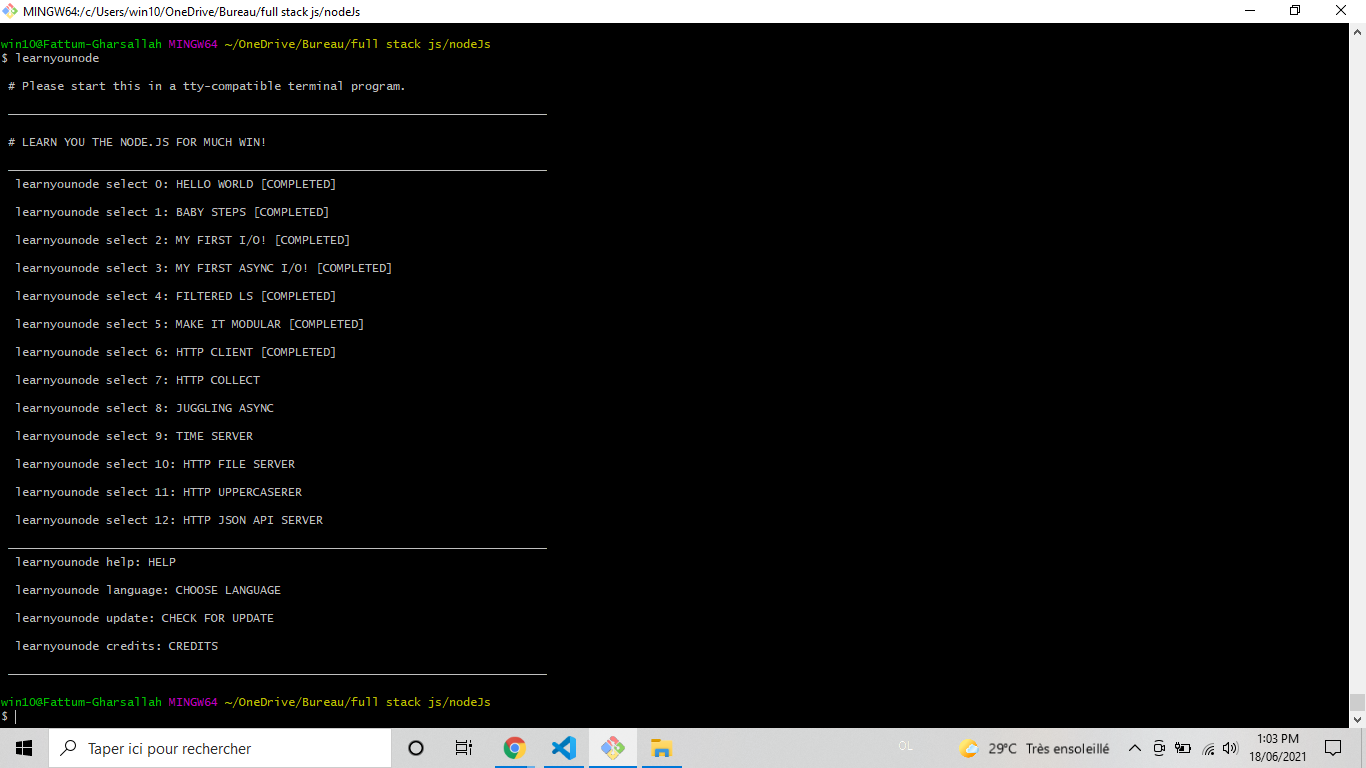 MINGW64:/c/Users/win10/OneDrive/Bureau/full stack js/nodeJs
win10@Fattum-Gharsallah MINGW64 ~/OneDrive/Bureau/full stack js/nodeJs
$ learnyounode
# Please start this in a tty-compatible terminal program.
# LEARN YOU THE NODE.JS FOR MUCH WIN!
learnyounode select 0: HELLO WORLD [COMPLETED]
learnyounode select 1: BABY STEPS [COMPLETED]
learnyounode select 2: MY FIRST I/O! [COMPLETED]
learnyounode select 3: MY FIRST ASYNC I/O! [COMPLETED]
learnyounode select 4: FILTERED LS [COMPLETED]
learnyounode select 5: MAKE IT MODULAR [COMPLETED]
learnyounode select 6: HTTP CLIENT [COMPLETED]
learnyounode select 7: HTTP COLLECT
learnyounode select 8: JUGGLING ASYNC
learnyounode select 9: TIME SERVER
learnyounode select 10: HTTP FILE SERVER
learnyounode select 11: HTTP UPPERCASERER
learnyounode select 12: HTTP JSON API SERVER
learnyounode help: HELP
learnyounode language: CHOOSE LANGUAGE
learnyounode update: CHECK FOR UPDATE
learnyounode credits: CREDITS
win10@Fattum-Gharsallah MINGW64 ~/OneDrive/Bureau/full stack js/nodeJs
$
Taper ici pour rechercher
OL
29°C Très ensoleillé
1:03 PM
18/06/2021